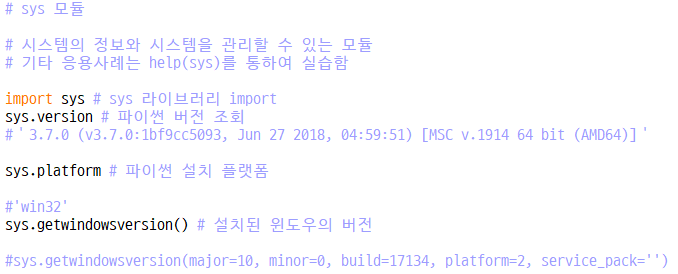 # sys 모듈
# 시스템의 정보와 시스템을 관리할 수 있는 모듈
# 기타 응용사례는 help(sys)를 통하여 실습함
import sys # sys 라이브러리 import
sys.version # 파이썬 버전 조회
#'3.7.0 (v3.7.0:1bf9cc5093, Jun 27 2018, 04:59:51) [MSC v.1914 64 bit (AMD64)]'
sys.platform # 파이썬 설치 플랫폼
#'win32'
sys.getwindowsversion() # 설치된 윈도우의 버전
#sys.getwindowsversion(major=10, minor=0, build=17134, platform=2, service_pack='')